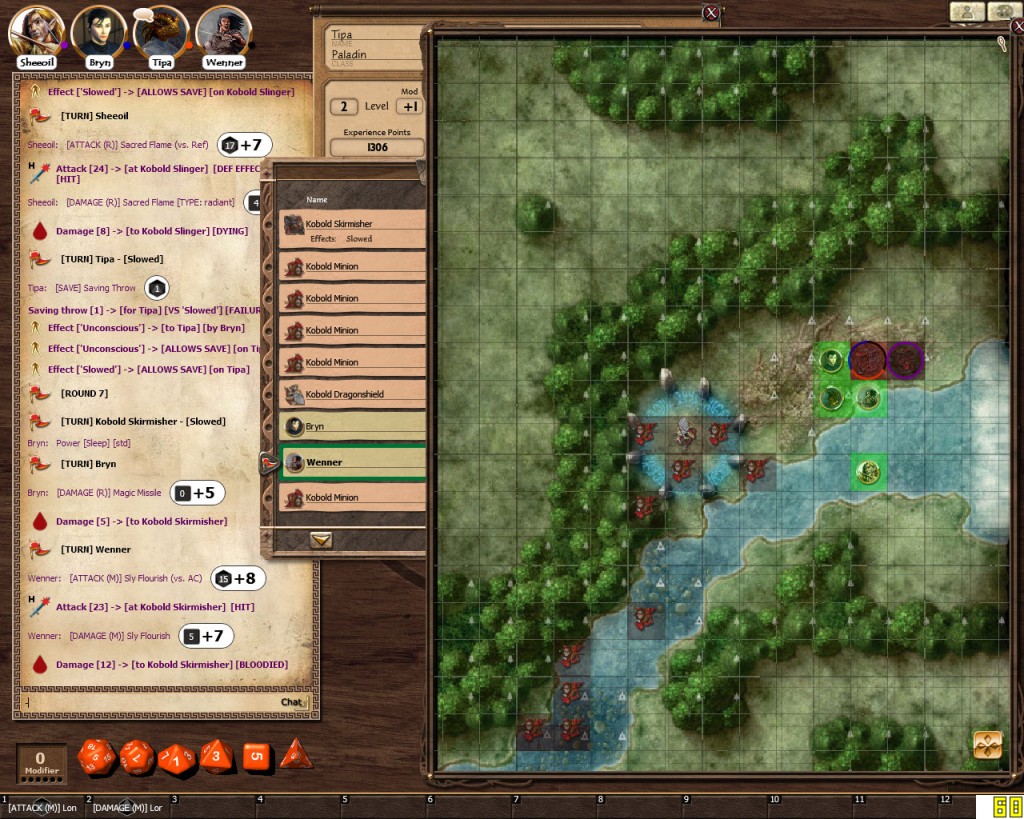 Sheeoil
Bryn
Tipa
Wenner
Effect ['Slowed'] -> [ALLOWS SAVE] [on Kobold Slinger]
[TURN] Sheeoil
Sheeoil: [ATTACK (R)] Sacred Flame (vs. Ref) 17 +7
H Attack [24] -> [at Kobold Slinger] [DEF EFFEC
[HIT]
Sheeoil: [DAMAGE (R)] Sacred Flame [TYPE: radiant] 4
Damage [8] -> [to Kobold Slinger] [DYING]
[TURN] Tipa - [Slowed]
Tipa: [SAVE] Saving Throw 1
Saving throw [1] -> [for Tipa] [VS 'Slowed'] [FAILUR
Effect ['Unconscious'] -> [to Tipa] [by Bryn]
Effect ['Unconscious'] -> [ALLOWS SAVE] [on Ti
Effect ['Slowed'] -> [ALLOWS SAVE] [on Tipa]
[ROUND 7]
[TURN] Kobold Skirmisher - [Slowed]
Bryn: Power [Sleep] [std]
[TURN] Bryn
Bryn: [DAMAGE (R)] Magic Missile 0 +5
Damage [5] -> [to Kobold Skirmisher]
[TURN] Wenner
Wenner: [ATTACK (M)] Sly Flourish (vs. AC) 15 +8
H Attack [23] -> [at Kobold Skirmisher] [HIT]
Wenner: [DAMAGE (M)] Sly Flourish 5 +7
Damage [12] -> [to Kobold Skirmisher] [BLOODIED]
Chat
Tipa
NAME
Paladin
CLASS
Mod
2 Level +1
Experience Points
1306
Name
Kobold Skirmisher
Effects: Slowed
Kobold Minion
Kobold Minion
Kobold Minion
Kobold Minion
Kobold Dragonshield
Bryn
Wenner
Kobold Minion
0
Modifier
1 [ATTACK (M)] Lon
2 [DAMAGE (M)] Lor
3
4
5
6
7
8
9
10
11
12
60